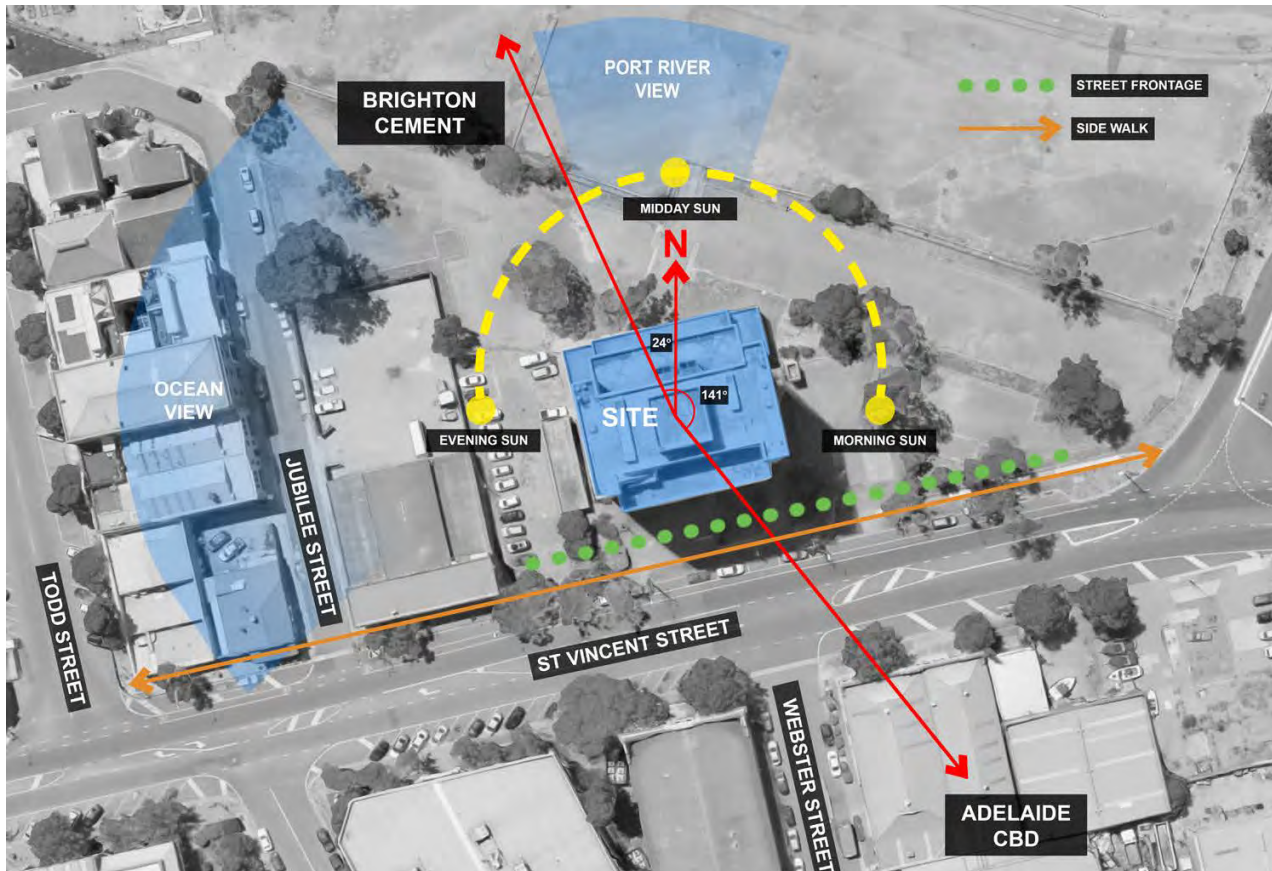 PORT RIVER
VIEW
BRIGHTON
CEMENT
STREET FRONTAGE
SIDE WALK
MIDDAY SUN
N
24°
141°
SITE
OCEAN
VIEW
EVENING SUN
MORNING SUN
JUBILEE STREET
TODD STREET
ST VINCENT STREET
WEBSTER STREET
ADELAIDE
CBD